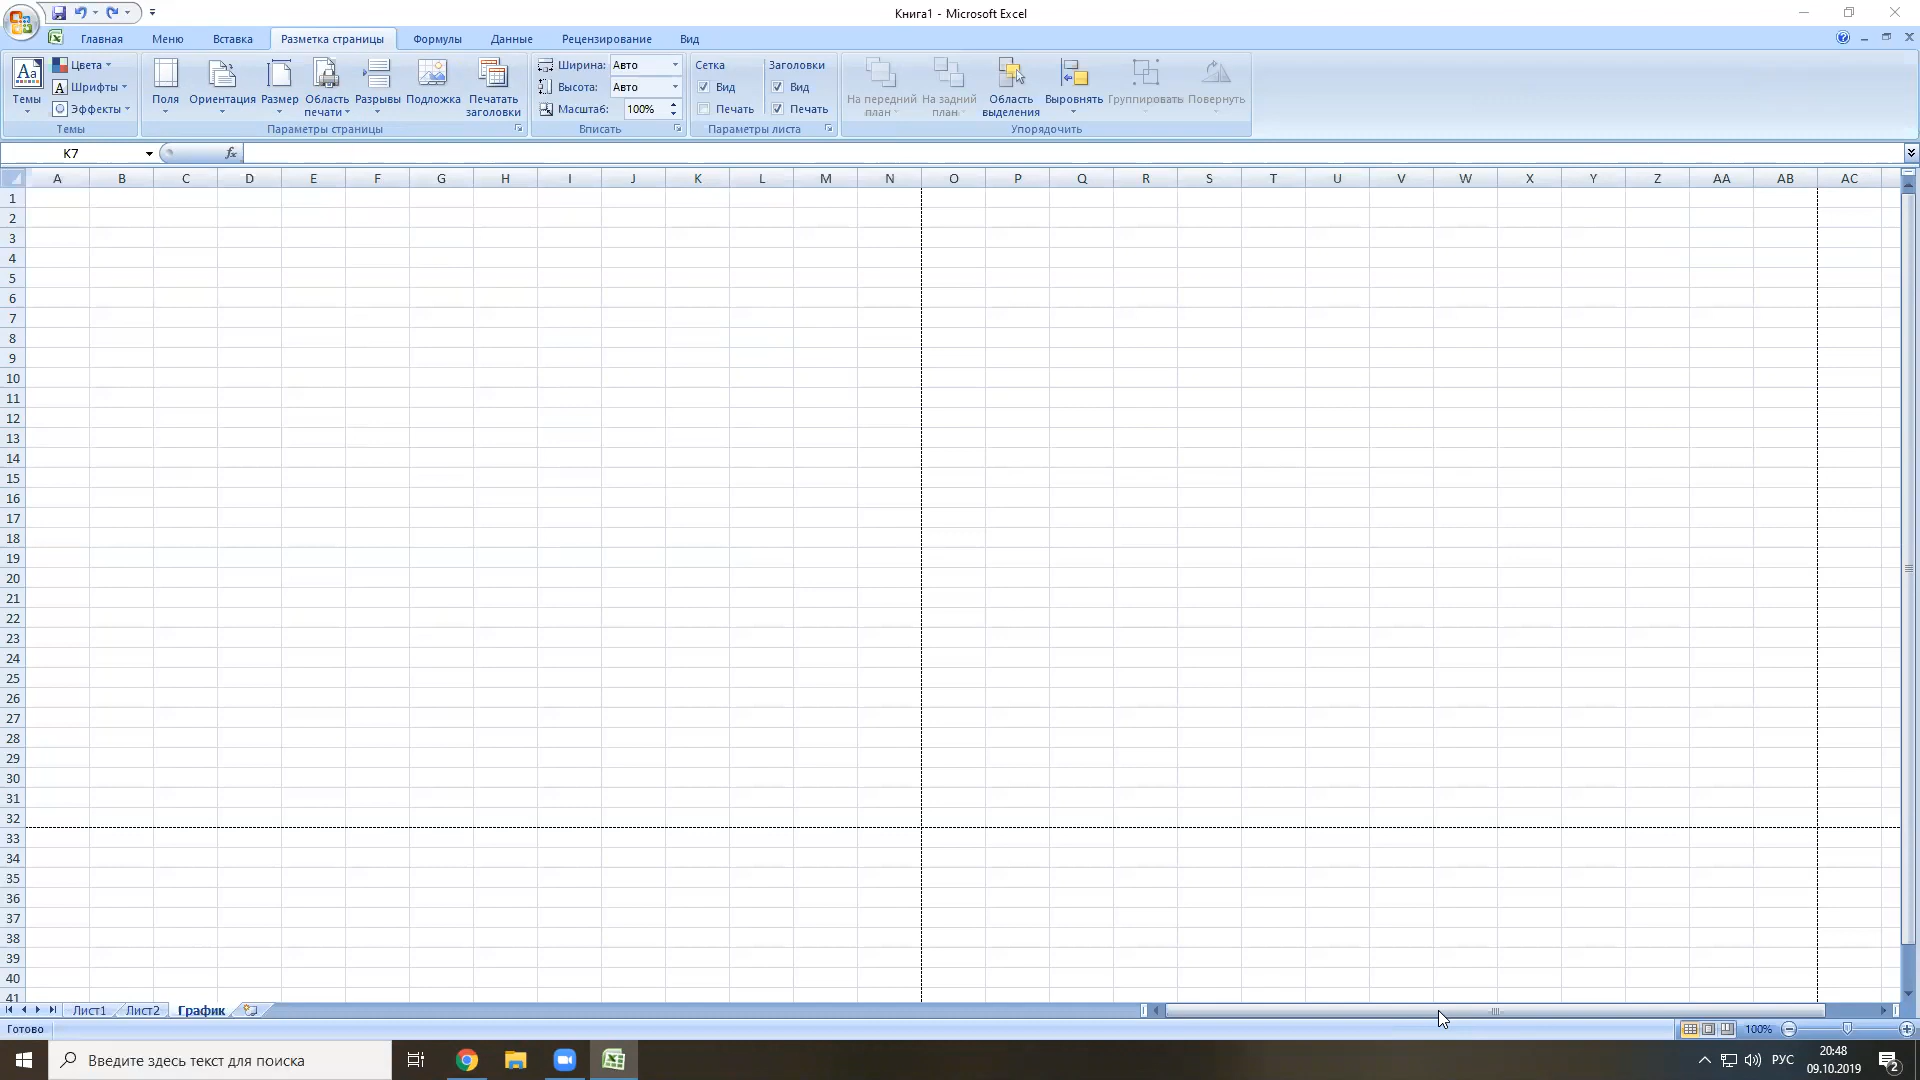 Книга1 - Microsoft Excel
Главная Меню Вставка Разметка страницы Формулы Данные Рецензирование Вид
Темы
Цвета
Шрифты
Эффекты
Темы
Поля
Ориентация
Размер
Область печати
Разрывы
Подложка
Печатать заголовки
Параметры страницы
Ширина: Авто
Высота: Авто
Масштаб: 100%
Вписать
Сетка
Вид
Печать
Заголовки
Вид
Печать
Параметры листа
На передний план
На задний план
Область выделения
Выровнять
Группировать
Повернуть
Упорядочить
K7
fx
A B C D E F G H I J K L M N O P Q R S T U V W X Y Z AA AB AC
1
2
3
4
5
6
7
8
9
10
11
12
13
14
15
16
17
18
19
20
21
22
23
24
25
26
27
28
29
30
31
32
33
34
35
36
37
38
39
40
41
Лист1 Лист2 График
Готово
100%
Введите здесь текст для поиска
РУС
20:48
09.10.2019
2